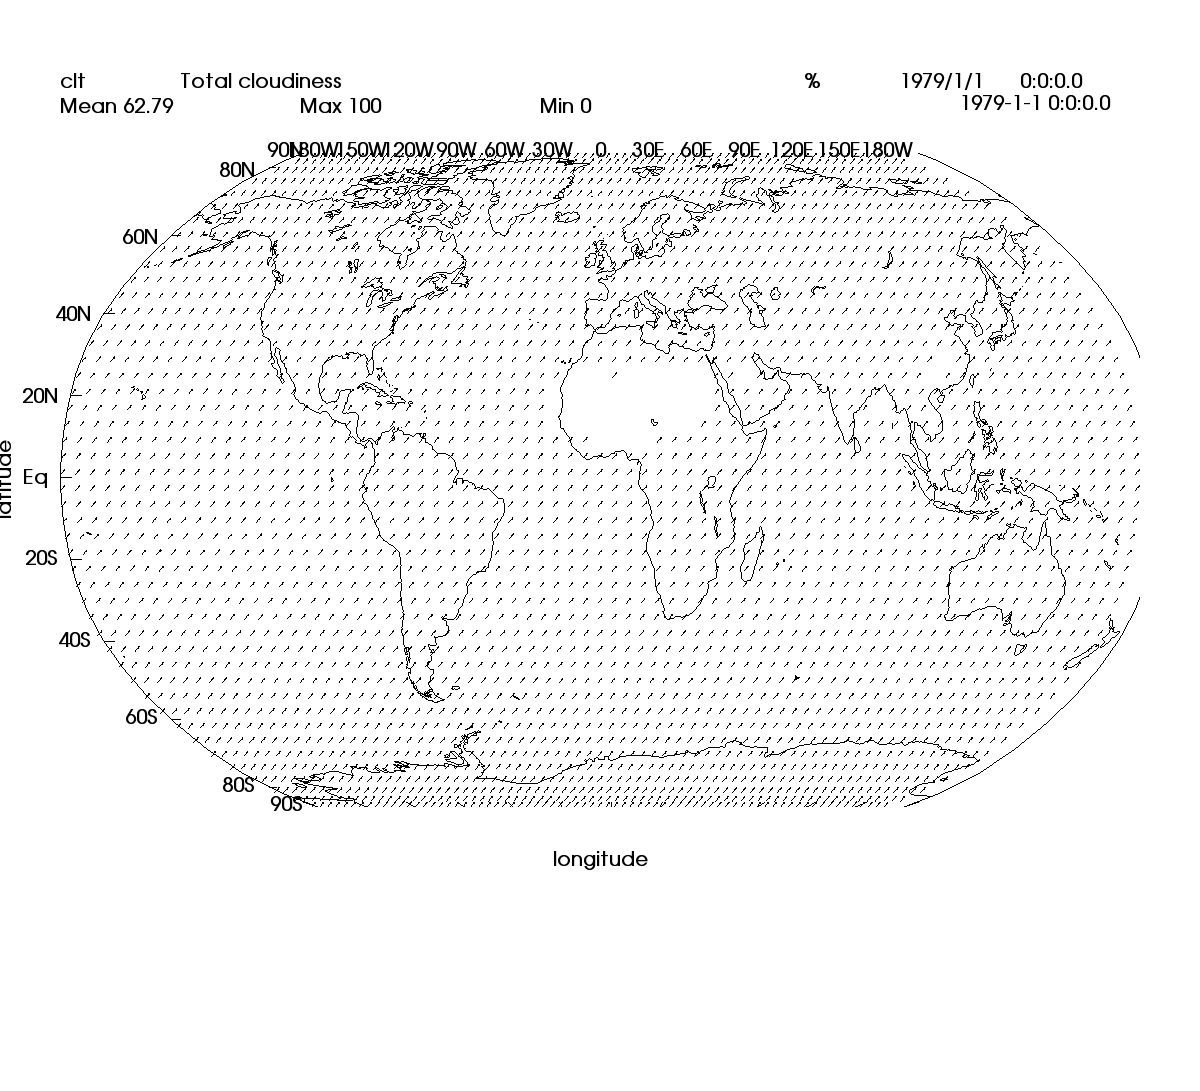 clt Total cloudiness % 1979/1/1 0:0:0.0
Mean 62.79 Max 100 Min 0 1979-1-1 0:0:0.0
90N 180W 150W 120W 90W 60W 30W 0 30E 60E 90E 120E 150E 180W
80N
60N
40N
20N
latitude
Eq
20S
40S
60S
80S
90S
longitude